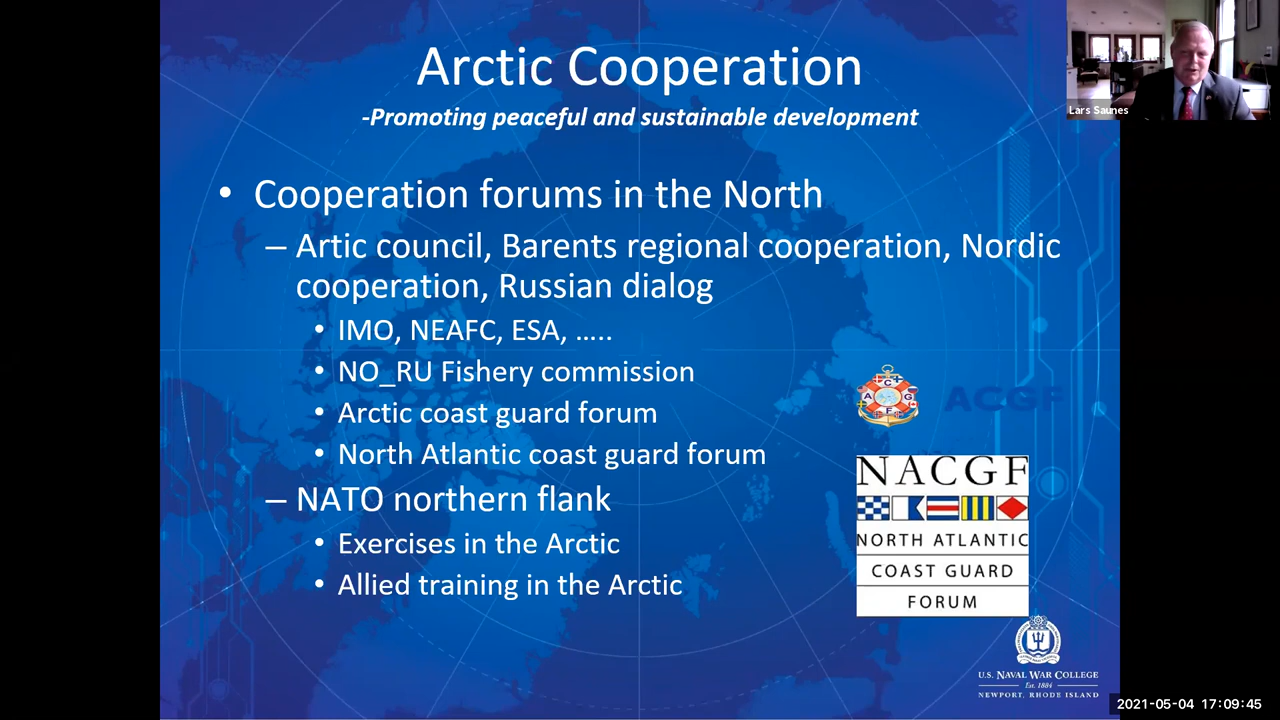 Arctic Cooperation
-Promoting peaceful and sustainable development
Lars Saunes
• Cooperation forums in the North
– Artic council, Barents regional cooperation, Nordic
cooperation, Russian dialog
• IMO, NEAFC, ESA, …..
• NO_RU Fishery commission
• Arctic coast guard forum
• North Atlantic coast guard forum
– NATO northern flank
• Exercises in the Arctic
• Allied training in the Arctic
A C G F
ACGF
NACGF
NORTH ATLANTIC
COAST GUARD
FORUM
U.S. NAVAL WAR COLLEGE
Est. 1884
NEWPORT, RHODE ISLAND
2021-05-04 17:09:45